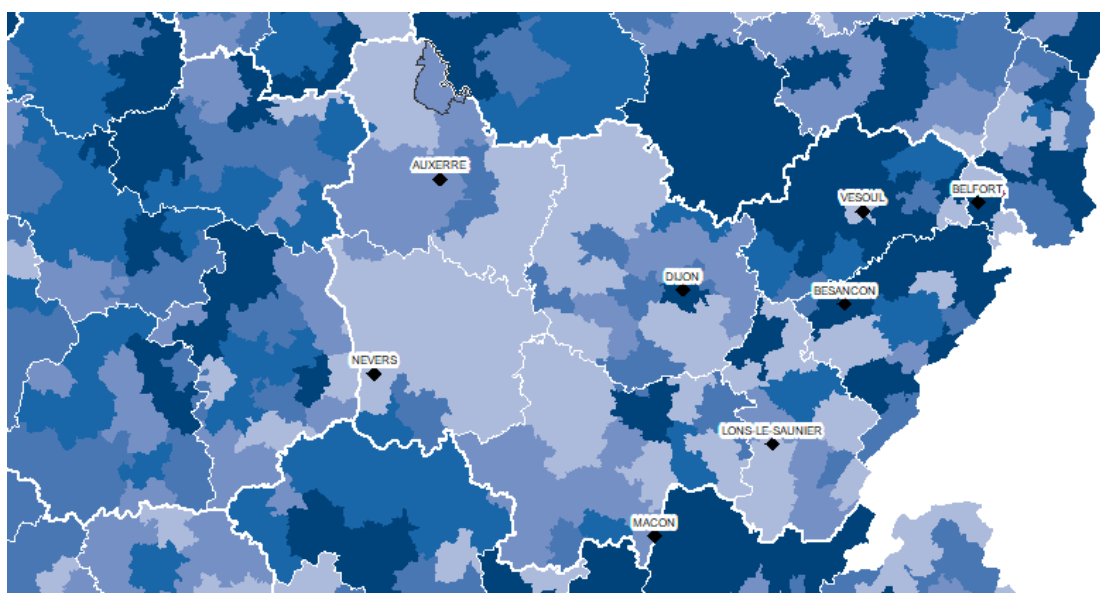 AUXERRE
BELFORT
VESOUL
DIJON
BESANCON
NEVERS
LONS-LE-SAUNIER
MACON